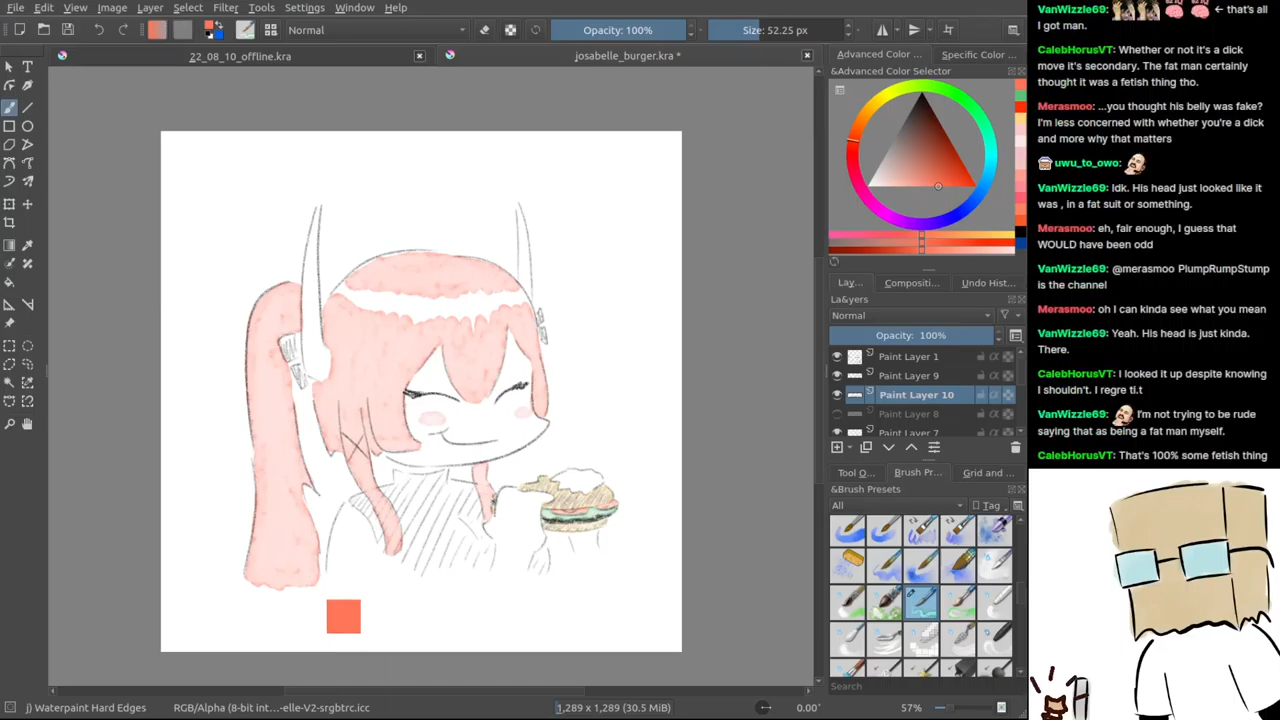 File Edit View Image Layer Select Filter Tools Settings Help
Normal
Opacity: 100%
Size: 52.25 px
22_08_10_offline.kra
josabelle_burger.kra *
Advanced Color ...
Specific Color ...
&Advanced Color Selector
Lay...
Compositi...
Undo Hist...
La&yers
Normal
Opacity: 100%
Paint Layer 1
Paint Layer 9
Paint Layer 10
Paint Layer 8
Paint Layer 7
Tool O...
Brush Pr...
Grid and ...
&Brush Presets
All
Tag
Search
j) Waterpaint Hard Edges
RGB/Alpha (8-bit int...-elle-V2-srgbtrc.icc
1,289 x 1,289 (30.5 MiB)
0.00°
57%
VanWizzle69: ← that's all
I got man.
CalebHorusVT: Whether or not it's a dick
move it's secondary. The fat man certainly
thought it was a fetish thing tho.
Merasmoo: ...you thought his belly was fake?
I'm less concerned with whether you're a dick
and more why that matters
uwu_to_owo:
VanWizzle69: Idk. His head just looked like it
was , in a fat suit or something.
Merasmoo: eh, fair enough, I guess that
WOULD have been odd
VanWizzle69: @merasmoo PlumpRumpStump
is the channel
Merasmoo: oh I can kinda see what you mean
VanWizzle69: Yeah. His head is just kinda.
There.
CalebHorusVT: I looked it up despite knowing
I shouldn't. I regre ti.t
VanWizzle69: I'm not trying to be rude
saying that as being a fat man myself.
CalebHorusVT: That's 100% some fetish thing